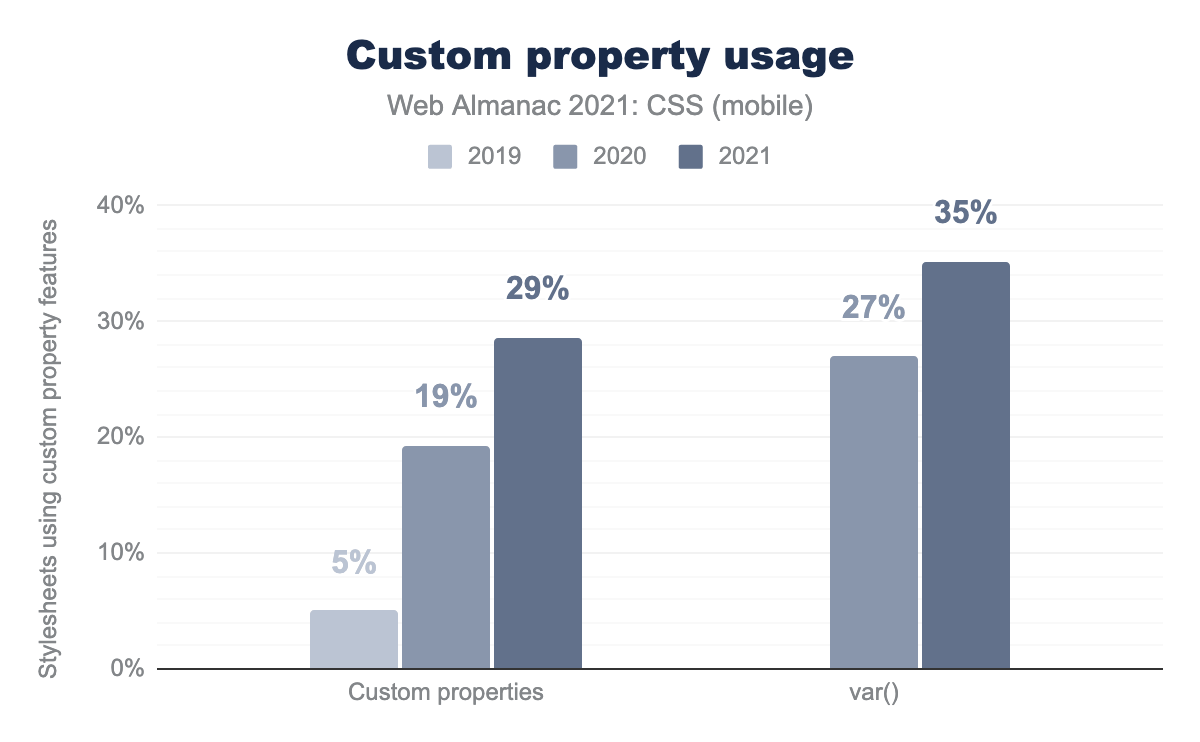 Custom property usage
Web Almanac 2021: CSS (mobile)
2019 2020 2021
Stylesheets using custom property features
40%
30%
20%
10%
0%
5%
19%
29%
27%
35%
Custom properties var()